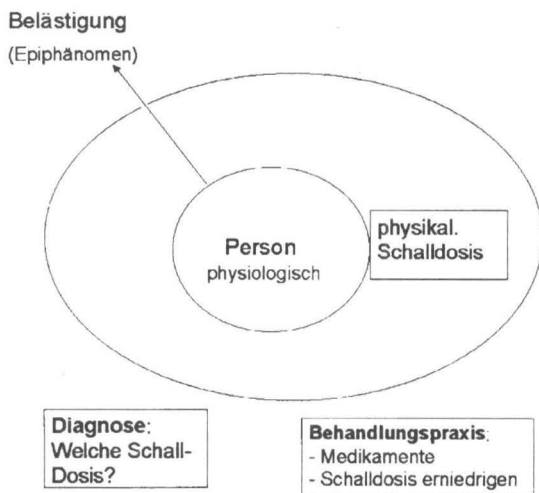 Belästigung
(Epiphänomen)
Person
physiologisch
physikal.
Schalldosis
Diagnose:
Welche Schall-
Dosis?
Behandlungspraxis:
- Medikamente
- Schalldosis erniedrigen